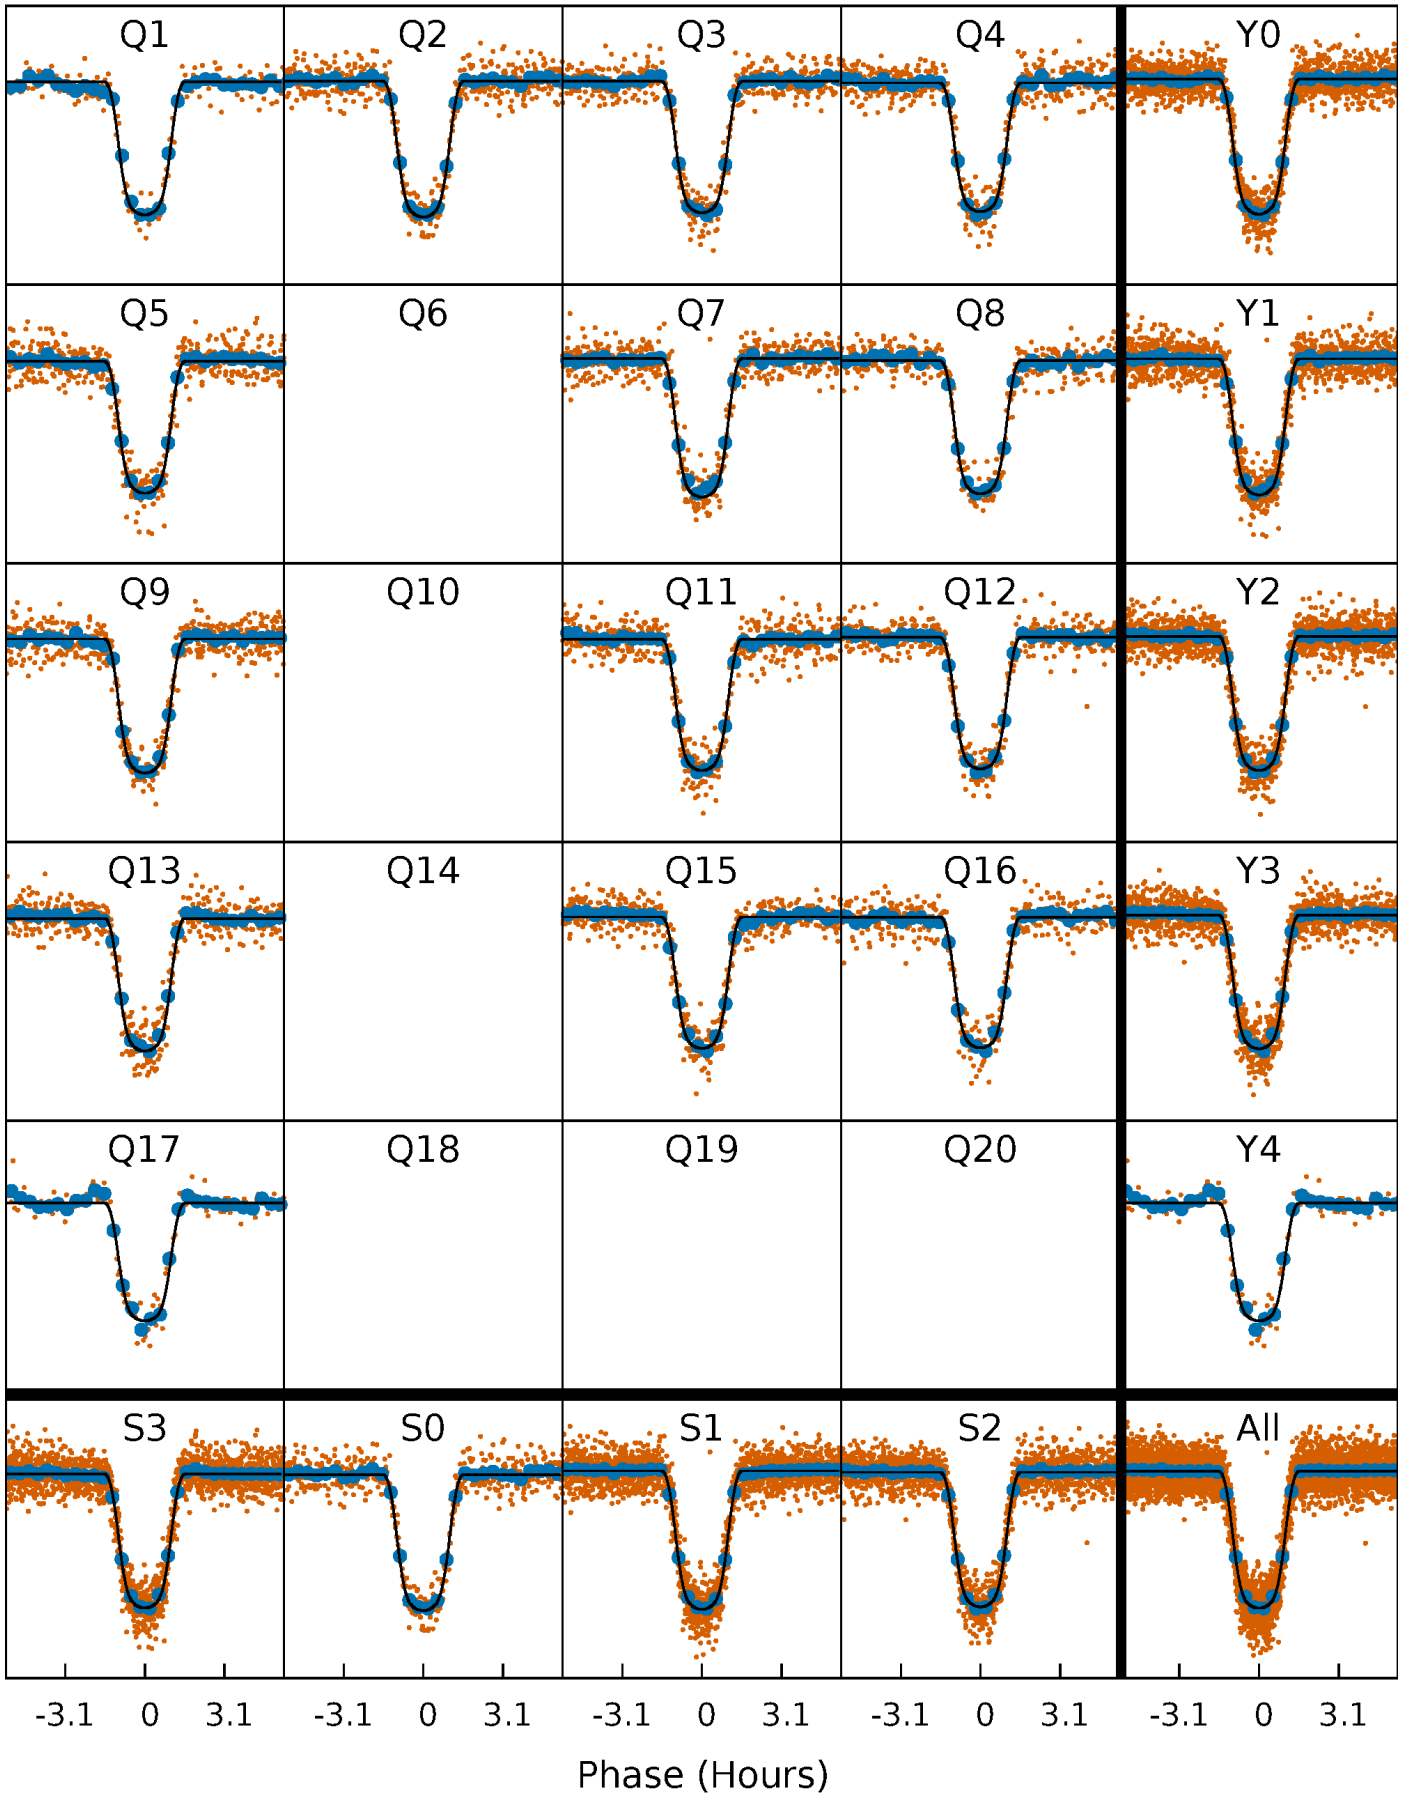 Q1 Q2 Q3 Q4 Y0
Q5 Q6 Q7 Q8 Y1
Q9 Q10 Q11 Q12 Y2
Q13 Q14 Q15 Q16 Y3
Q17 Q18 Q19 Q20 Y4
S3 S0 S1 S2 All
-3.1 0 3.1 -3.1 0 3.1 -3.1 0 3.1 -3.1 0 3.1 -3.1 0 3.1
Phase (Hours)